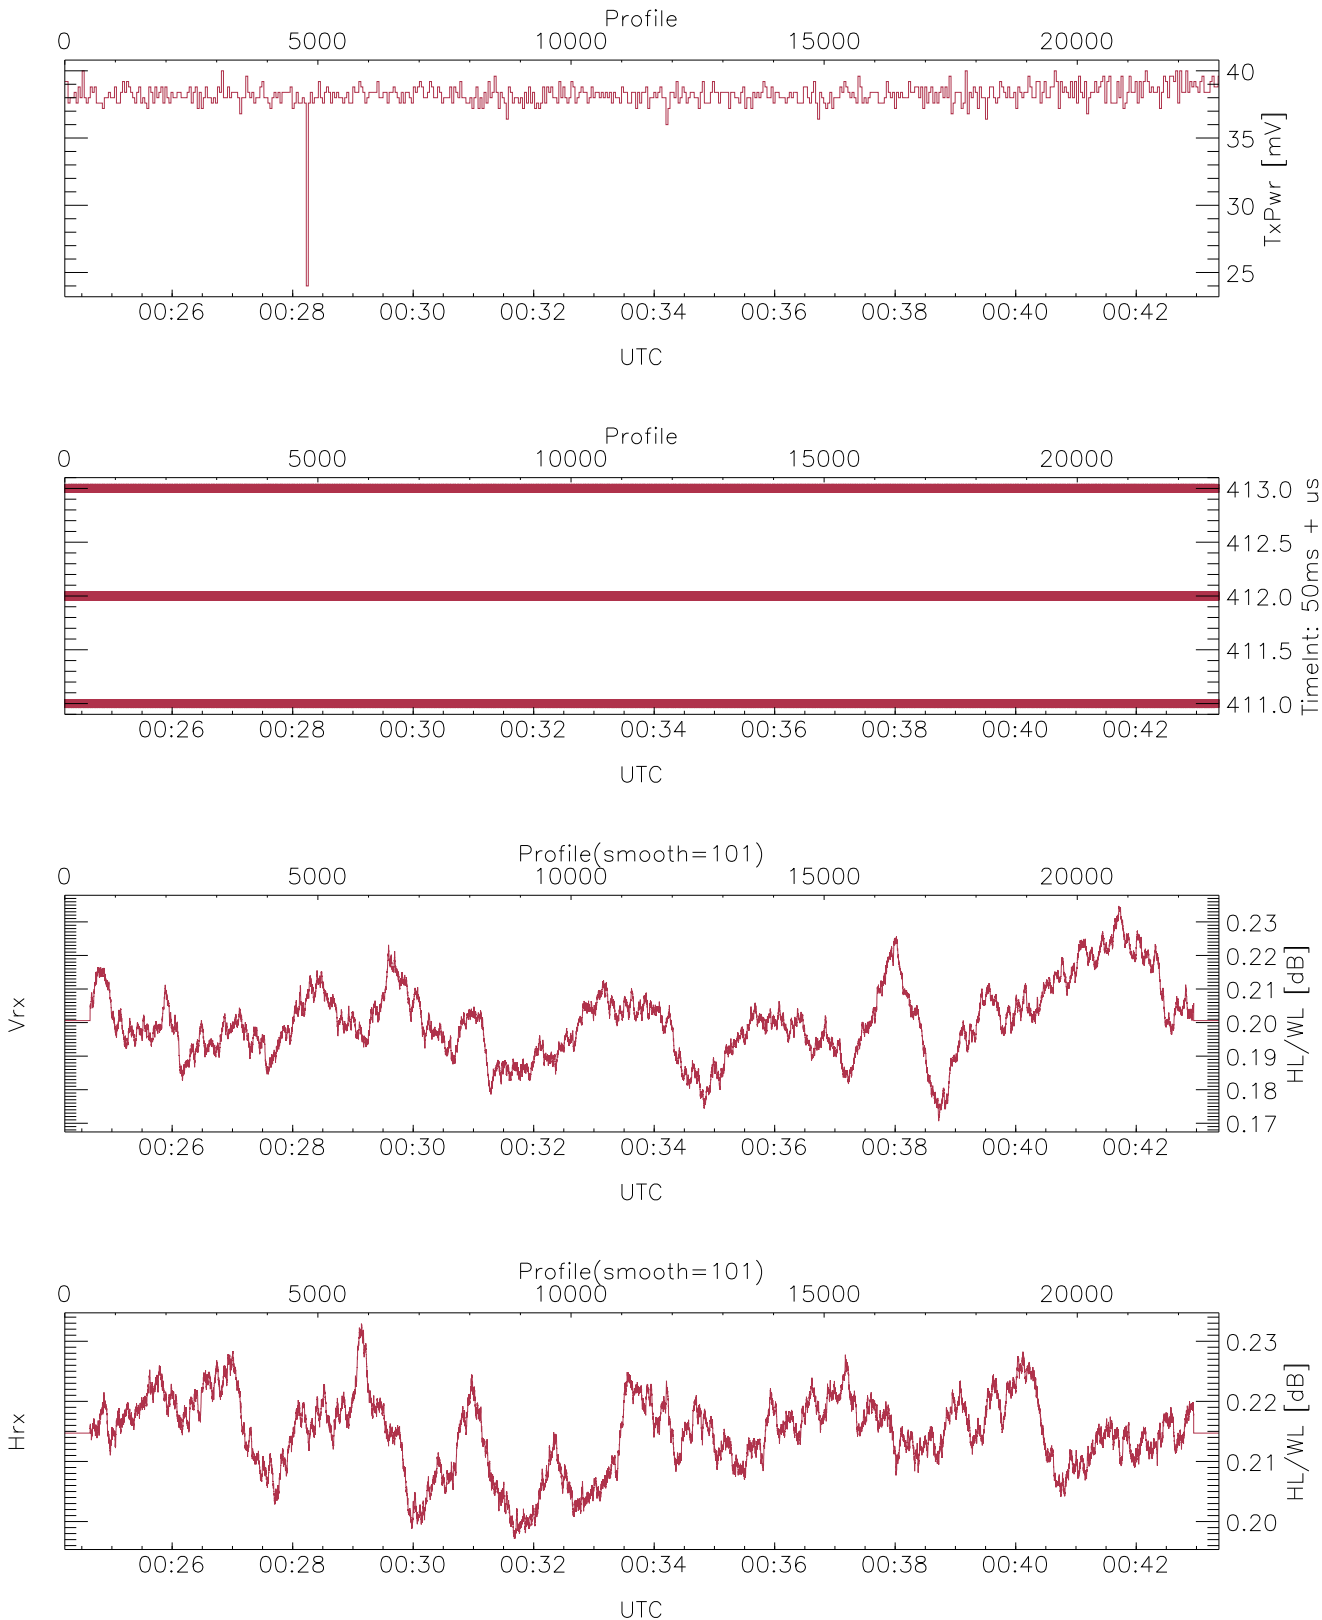 Profile
0 5000 10000 15000 20000
40
35
30
25
TxPwr [mV]
00:26 00:28 00:30 00:32 00:34 00:36 00:38 00:40 00:42
UTC
Profile
0 5000 10000 15000 20000
413.0
412.5
412.0
411.5
411.0
TimeInt: 50ms + us
00:26 00:28 00:30 00:32 00:34 00:36 00:38 00:40 00:42
UTC
Profile(smooth=101)
0 5000 10000 15000 20000
Vrx
0.23
0.22
0.21
0.20
0.19
0.18
0.17
HL/WL [dB]
00:26 00:28 00:30 00:32 00:34 00:36 00:38 00:40 00:42
UTC
Profile(smooth=101)
0 5000 10000 15000 20000
Hrx
0.23
0.22
0.21
0.20
HL/WL [dB]
00:26 00:28 00:30 00:32 00:34 00:36 00:38 00:40 00:42
UTC